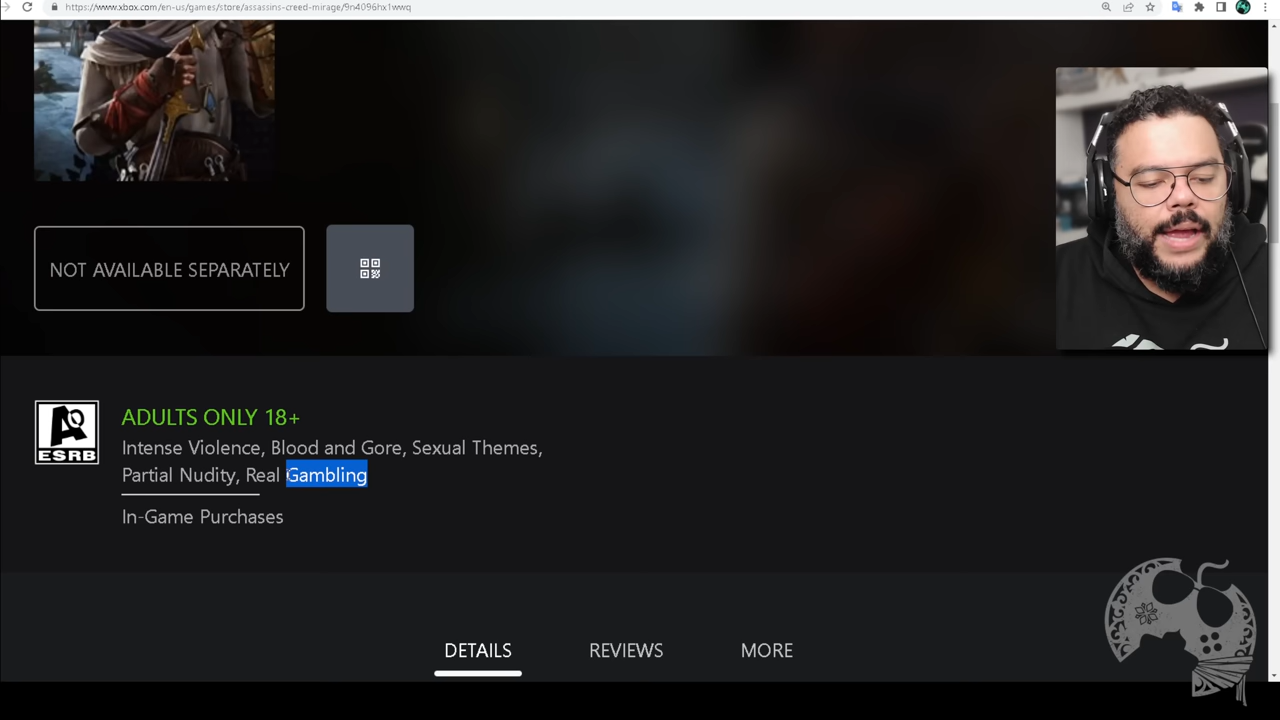 https://www.xbox.com/en-us/games/store/assassins-creed-mirage/9n4096hx1wwq
NOT AVAILABLE SEPARATELY
ESRB
ADULTS ONLY 18+
Intense Violence, Blood and Gore, Sexual Themes,
Partial Nudity, Real Gambling
In-Game Purchases
DETAILS REVIEWS MORE